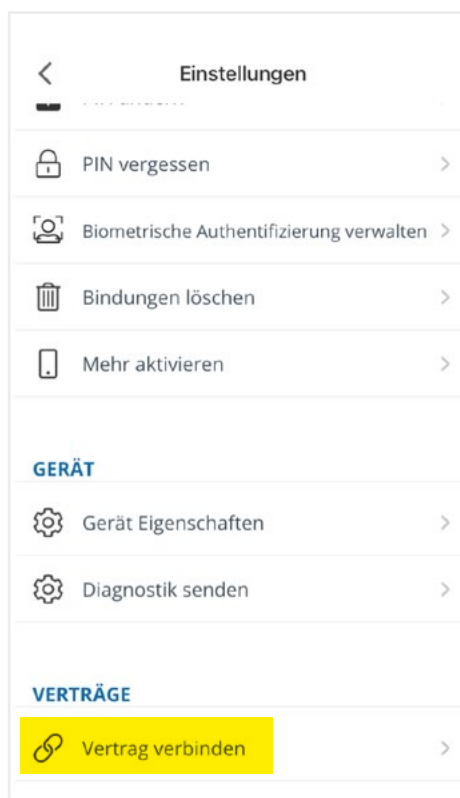 Einstellungen
PIN vergessen
Biometrische Authentifizierung verwalten
Bindungen löschen
Mehr aktivieren
GERÄT
Gerät Eigenschaften
Diagnostik senden
VERTRÄGE
Vertrag verbinden